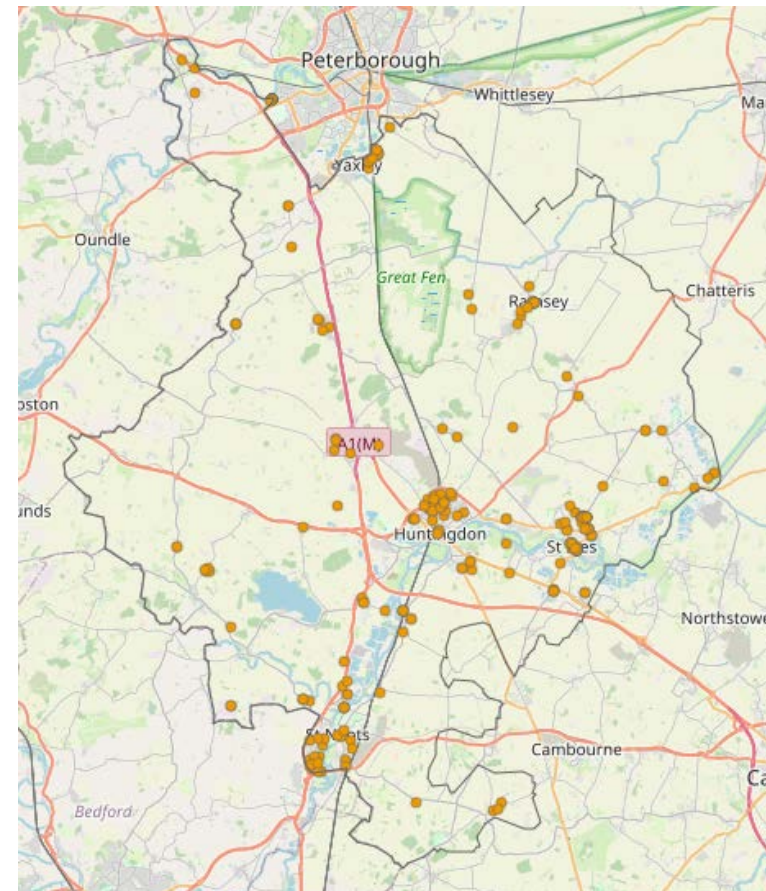 Peterborough
Whittlesey
Ma
Yaxley
Oundle
Great Fen
Ramsey
Chatteris
oston
A1(M)
unds
Huntingdon
St Ives
Northstowe
St Neots
Cambourne
Ca
Bedford